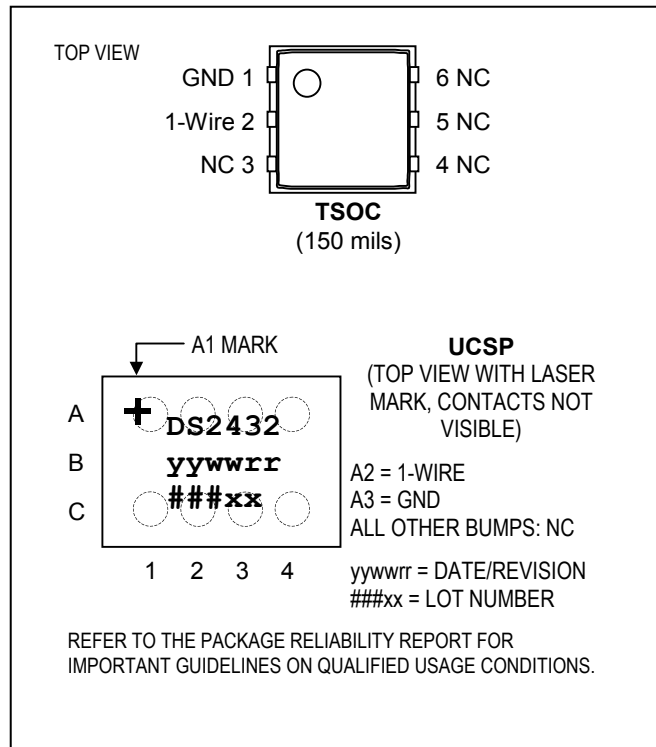 TOP VIEW
GND 1
6 NC
1-Wire 2
5 NC
NC 3
4 NC
TSOC
(150 mils)
A1 MARK
UCSP
(TOP VIEW WITH LASER
MARK, CONTACTS NOT
VISIBLE)
A
+
DS2432
B
yywwrr
C
###xx
1 2 3 4
A2 = 1-WIRE
A3 = GND
ALL OTHER BUMPS: NC
yywwrr = DATE/REVISION
###xx = LOT NUMBER
REFER TO THE PACKAGE RELIABILITY REPORT FOR
IMPORTANT GUIDELINES ON QUALIFIED USAGE CONDITIONS.